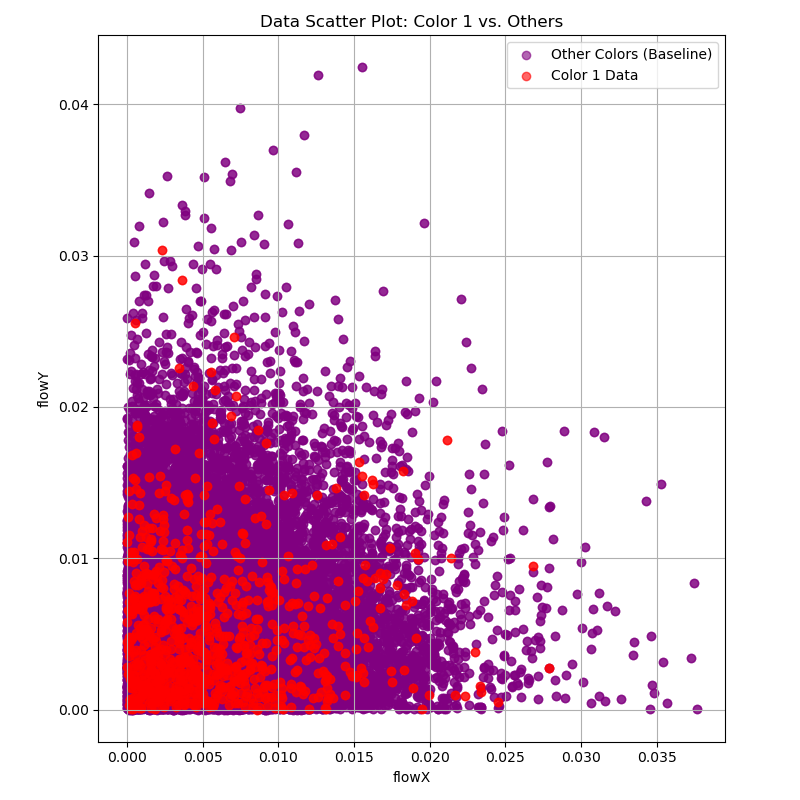 Data Scatter Plot: Color 1 vs. Others
Other Colors (Baseline)
Color 1 Data
0.04
0.03
0.02
0.01
0.00
flowY
0.000 0.005 0.010 0.015 0.020 0.025 0.030 0.035
flowX